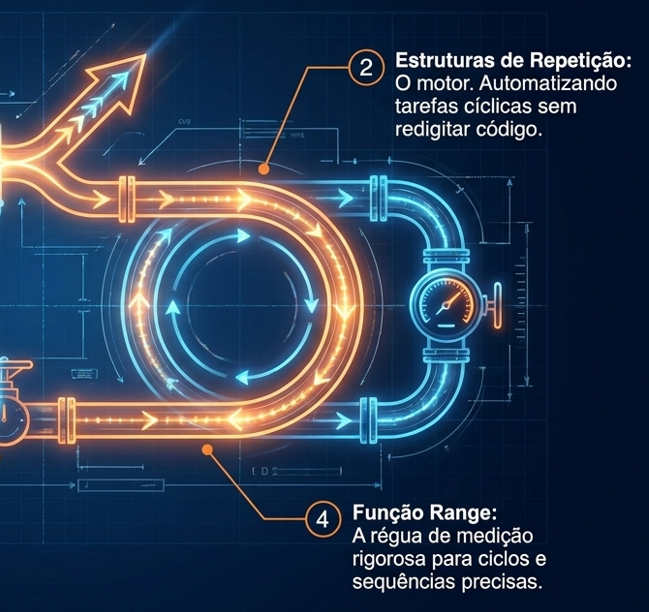 2
Estruturas de Repetição:
O motor. Automatizando
tarefas cíclicas sem
redigitar código.
4
Função Range:
A régua de medição
rigorosa para ciclos e
sequências precisas.